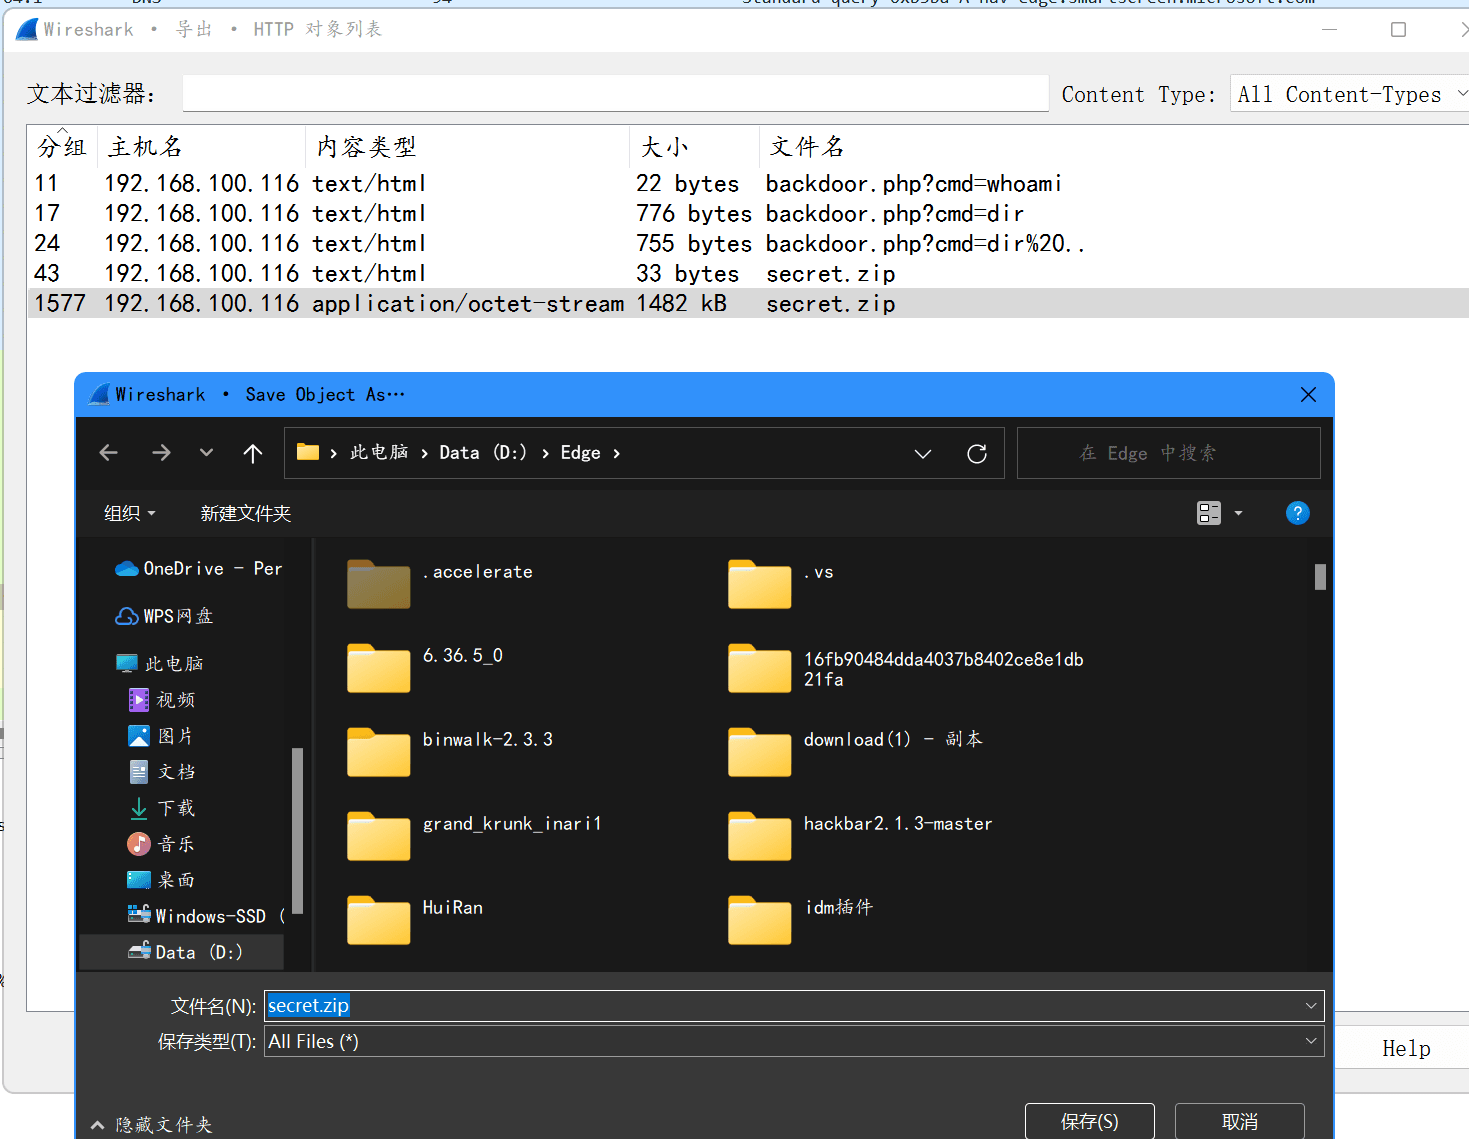 Wireshark · 导出 · HTTP 对象列表
文本过滤器:
Content Type: All Content-Types
分组 主机名 内容类型 大小 文件名
11 192.168.100.116 text/html 22 bytes backdoor.php?cmd=whoami
17 192.168.100.116 text/html 776 bytes backdoor.php?cmd=dir
24 192.168.100.116 text/html 755 bytes backdoor.php?cmd=dir%20..
43 192.168.100.116 text/html 33 bytes secret.zip
1577 192.168.100.116 application/octet-stream 1482 kB secret.zip
Wireshark · Save Object As…
此电脑 › Data (D:) › Edge ›
在 Edge 中搜索
组织 新建文件夹
OneDrive - Per
WPS网盘
此电脑
视频
图片
文档
下载
音乐
桌面
Windows-SSD (
Data (D:)
.accelerate
.vs
6.36.5_0
16fb90484dda4037b8402ce8e1db
21fa
binwalk-2.3.3
download(1) - 副本
grand_krunk_inari1
hackbar2.1.3-master
HuiRan
idm插件
文件名(N): secret.zip
保存类型(T): All Files (*)
Help
隐藏文件夹
保存(S)
取消